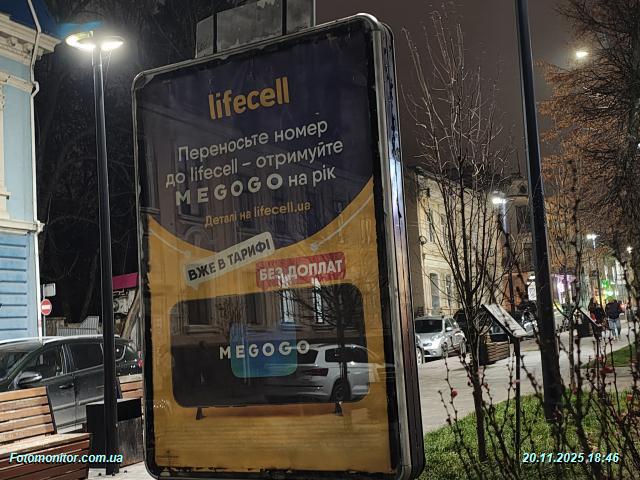 lifecell
Переносьте номер
до lifecell – отримуйте
MEGOGO на рік
Деталі на lifecell.ua
ВЖЕ В ТАРИФІ
БЕЗ ДОПЛАТ
MEGOGO
Fotomonitor.com.ua
20.11.2025 18:46